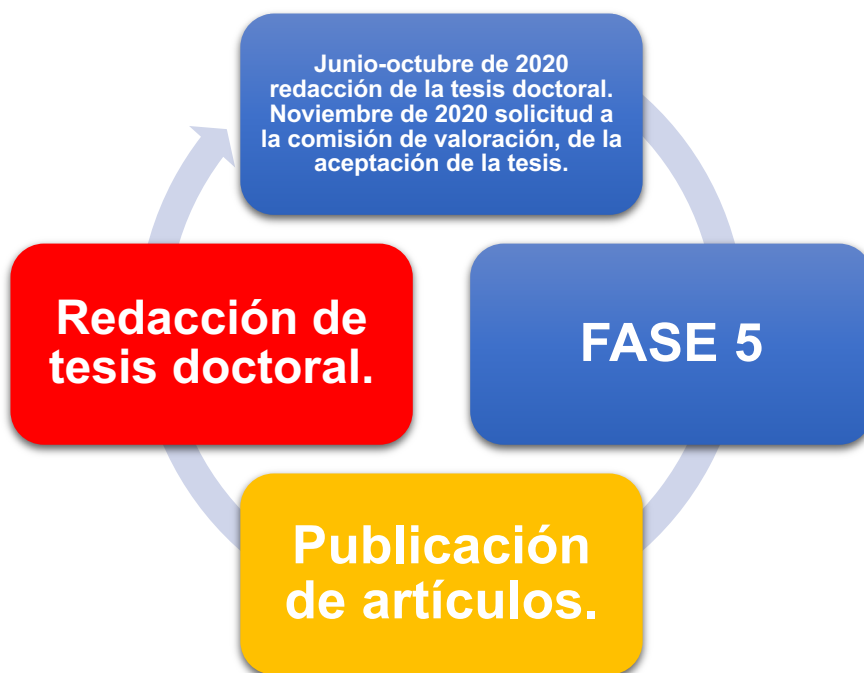 Junio-octubre de 2020
redacción de la tesis doctoral.
Noviembre de 2020 solicitud a
la comisión de valoración, de la
aceptación de la tesis.
Redacción de
tesis doctoral.
FASE 5
Publicación
de artículos.